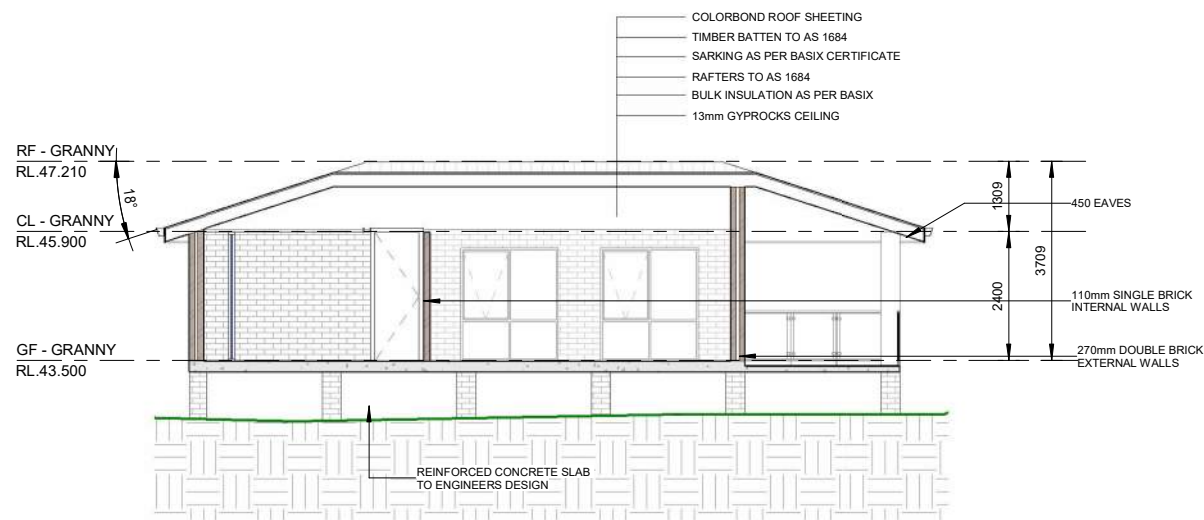 COLORBOND ROOF SHEETING
TIMBER BATTEN TO AS 1684
SARKING AS PER BASIX CERTIFICATE
RAFTERS TO AS 1684
BULK INSULATION AS PER BASIX
13mm GYPROCKS CEILING
RF - GRANNY
RL.47.210
18°
CL - GRANNY
RL.45.900
GF - GRANNY
RL.43.500
1309
2400
3709
450 EAVES
110mm SINGLE BRICK
INTERNAL WALLS
270mm DOUBLE BRICK
EXTERNAL WALLS
REINFORCED CONCRETE SLAB
TO ENGINEERS DESIGN